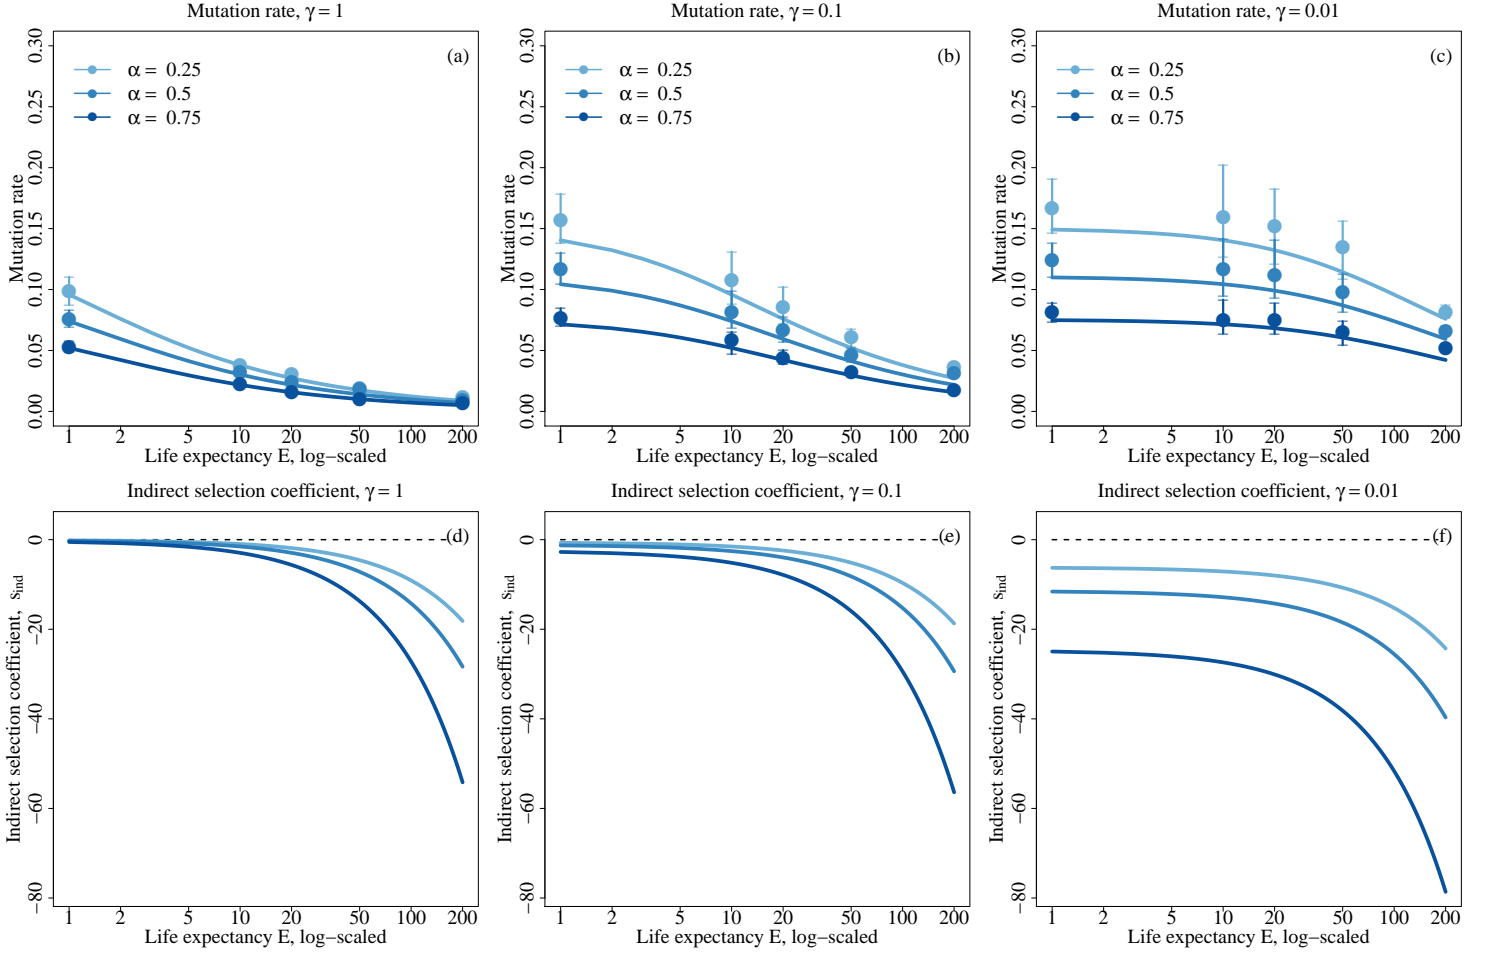 Mutation rate, γ = 1
(a)
α = 0.25
α = 0.5
α = 0.75
Mutation rate
0.00 0.05 0.10 0.15 0.20 0.25 0.30
1 2 5 10 20 50 100 200
Life expectancy E, log−scaled
Mutation rate, γ = 0.1
(b)
α = 0.25
α = 0.5
α = 0.75
Mutation rate
0.00 0.05 0.10 0.15 0.20 0.25 0.30
1 2 5 10 20 50 100 200
Life expectancy E, log−scaled
Mutation rate, γ = 0.01
(c)
α = 0.25
α = 0.5
α = 0.75
Mutation rate
0.00 0.05 0.10 0.15 0.20 0.25 0.30
1 2 5 10 20 50 100 200
Life expectancy E, log−scaled
Indirect selection coefficient, γ = 1
(d)
Indirect selection coefficient, s_ind
−80 −60 −40 −20 0
1 2 5 10 20 50 100 200
Life expectancy E, log−scaled
Indirect selection coefficient, γ = 0.1
(e)
Indirect selection coefficient, s_ind
−80 −60 −40 −20 0
1 2 5 10 20 50 100 200
Life expectancy E, log−scaled
Indirect selection coefficient, γ = 0.01
(f)
Indirect selection coefficient, s_ind
−80 −60 −40 −20 0
1 2 5 10 20 50 100 200
Life expectancy E, log−scaled